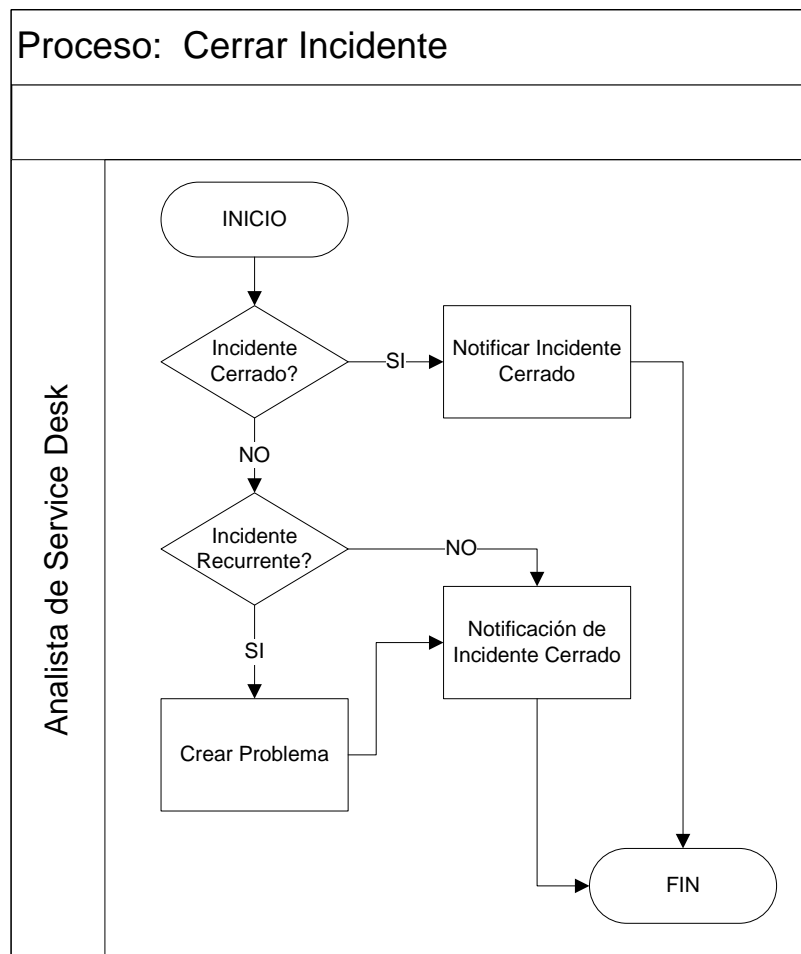 Proceso:  Cerrar Incidente
Analista de Service Desk
INICIO
Incidente
Cerrado?
SI
Notificar Incidente
Cerrado
NO
Incidente
Recurrente?
NO
SI
Notificación de
Incidente Cerrado
Crear Problema
FIN